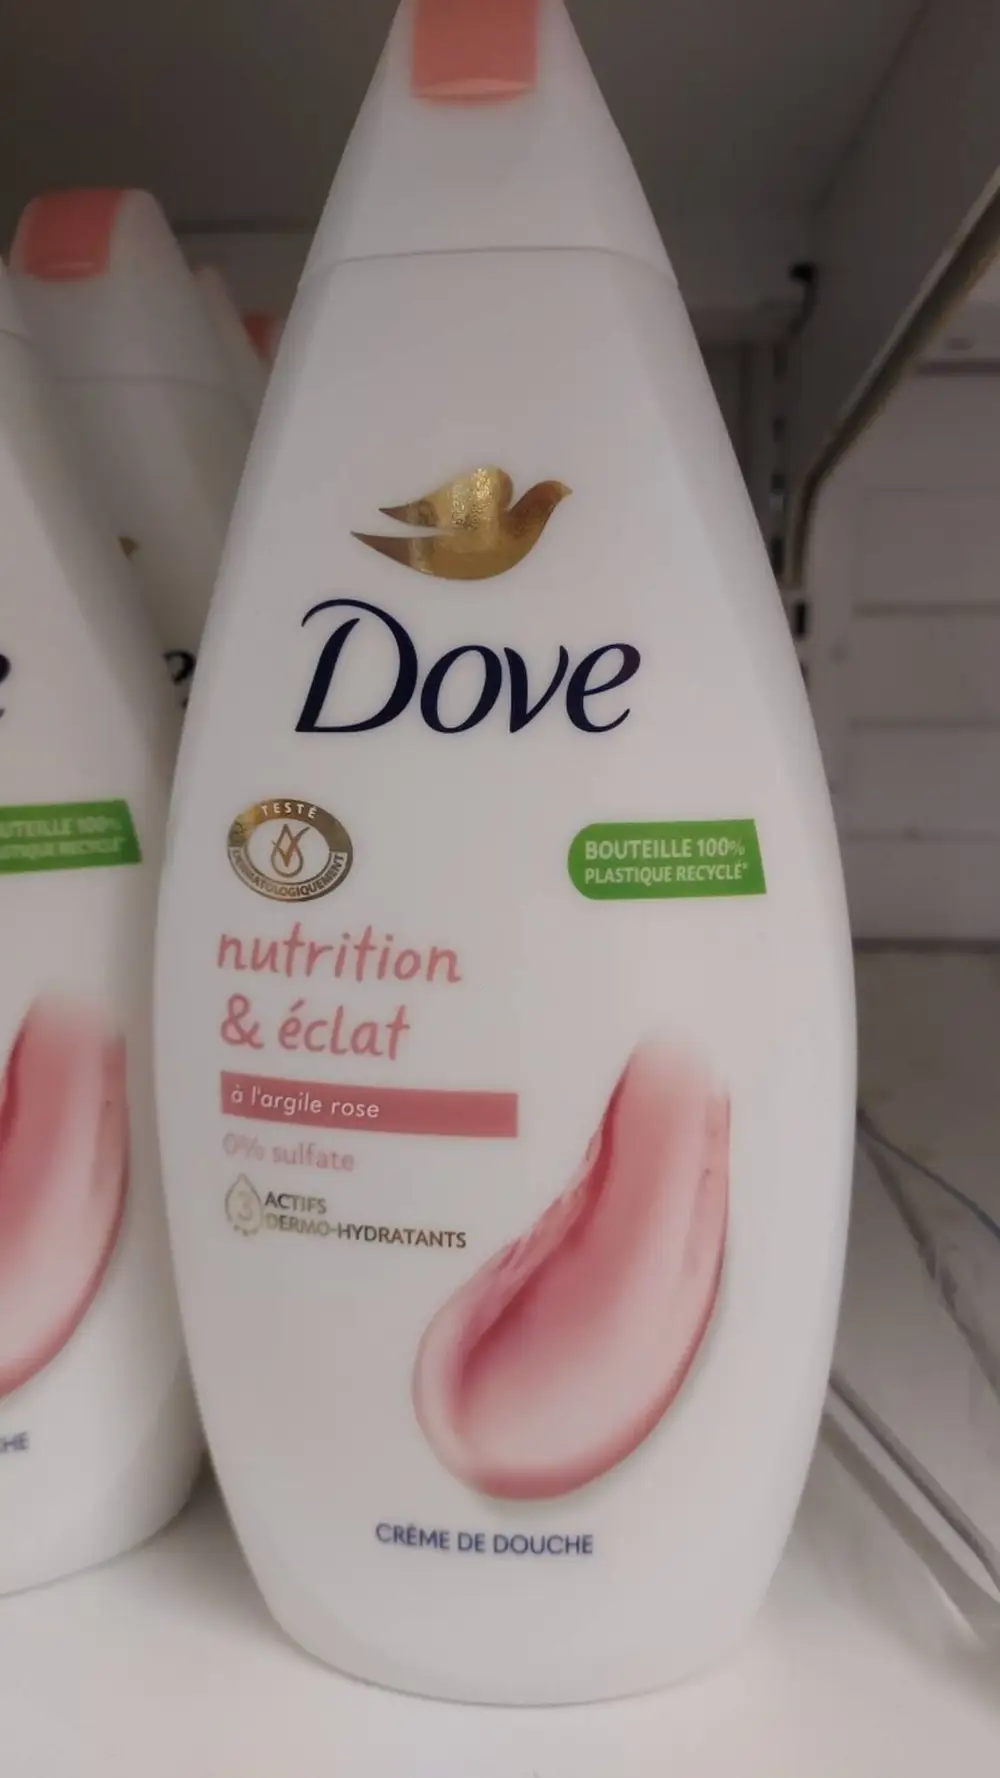 Dove
TESTÉ
DERMATOLOGIQUEMENT
BOUTEILLE 100%
PLASTIQUE RECYCLÉ*
nutrition
& éclat
à l'argile rose
0% sulfate
3 ACTIFS
DERMO-HYDRATANTS
CRÈME DE DOUCHE